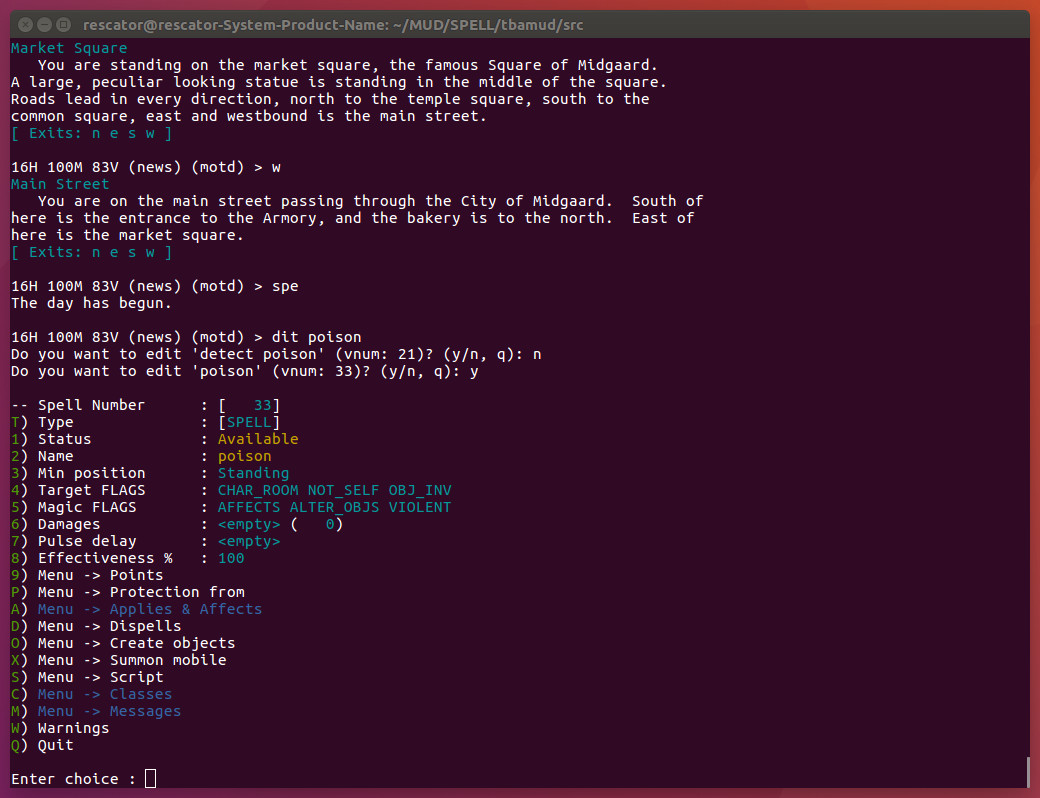 rescator@rescator-System-Product-Name: ~/MUD/SPELL/tbamud/src
Market Square
   You are standing on the market square, the famous Square of Midgaard.
A large, peculiar looking statue is standing in the middle of the square.
Roads lead in every direction, north to the temple square, south to the
common square, east and westbound is the main street.
[ Exits: n e s w ]

16H 100M 83V (news) (motd) > w
Main Street
   You are on the main street passing through the City of Midgaard.  South of
here is the entrance to the Armory, and the bakery is to the north.  East of
here is the market square.
[ Exits: n e s w ]

16H 100M 83V (news) (motd) > spe
The day has begun.

16H 100M 83V (news) (motd) > dit poison
Do you want to edit 'detect poison' (vnum: 21)? (y/n, q): n
Do you want to edit 'poison' (vnum: 33)? (y/n, q): y

-- Spell Number      : [   33]
T) Type              : [SPELL]
1) Status            : Available
2) Name              : poison
3) Min position      : Standing
4) Target FLAGS      : CHAR_ROOM NOT_SELF OBJ_INV
5) Magic FLAGS       : AFFECTS ALTER_OBJS VIOLENT
6) Damages           : <empty> (   0)
7) Pulse delay       : <empty>
8) Effectiveness %   : 100
9) Menu -> Points
P) Menu -> Protection from
A) Menu -> Applies & Affects
D) Menu -> Dispells
O) Menu -> Create objects
X) Menu -> Summon mobile
S) Menu -> Script
C) Menu -> Classes
M) Menu -> Messages
W) Warnings
Q) Quit

Enter choice :